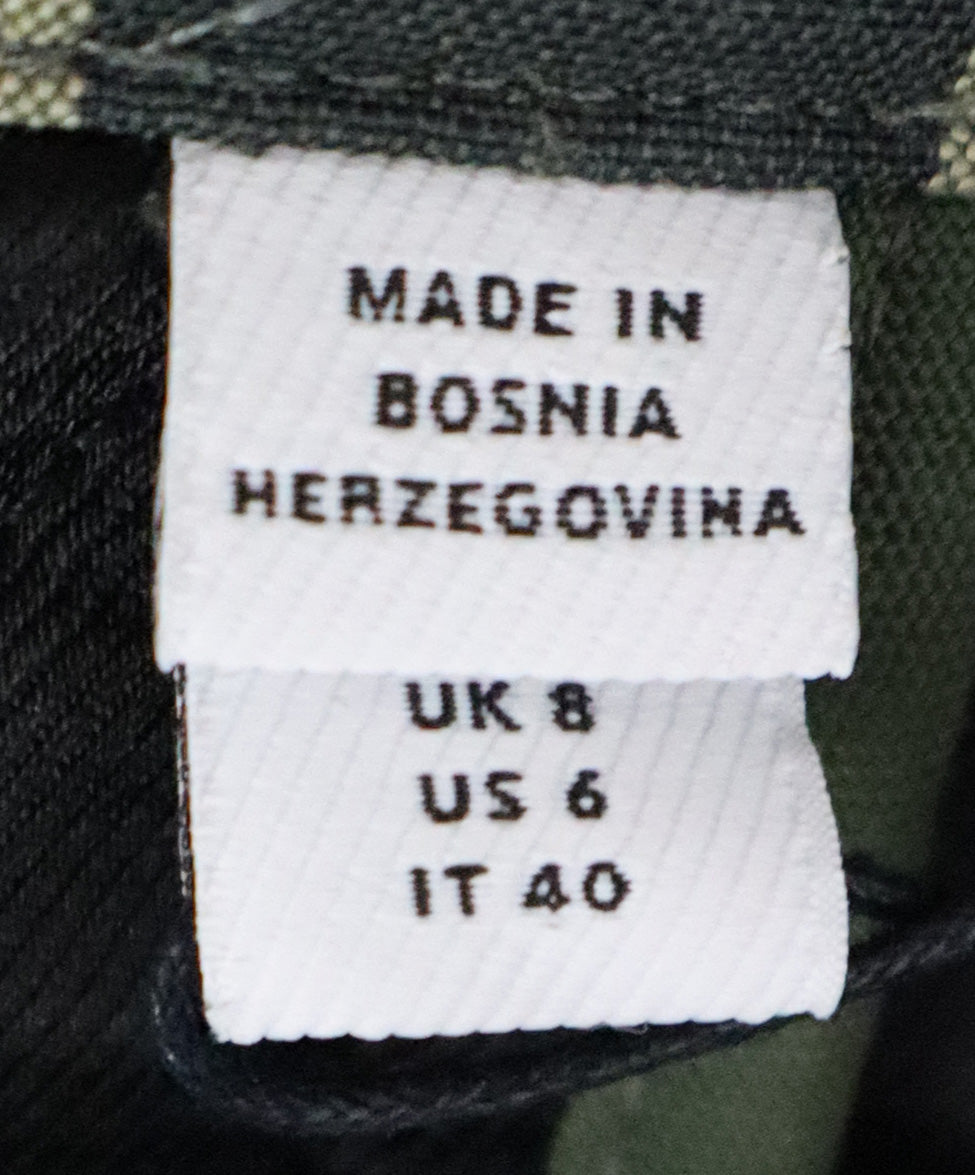 MADE IN
BOSNIA
HERZEGOVINA
UK 8
US 6
IT 40